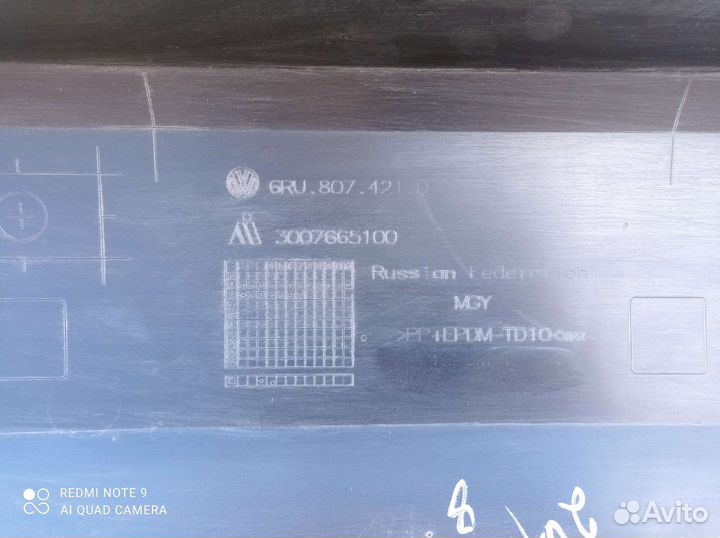 6RU.807.421.D
3007665100
Russian Federation
MGY
>PP+EPDM-TD10<
REDMI NOTE 9
AI QUAD CAMERA
Avito